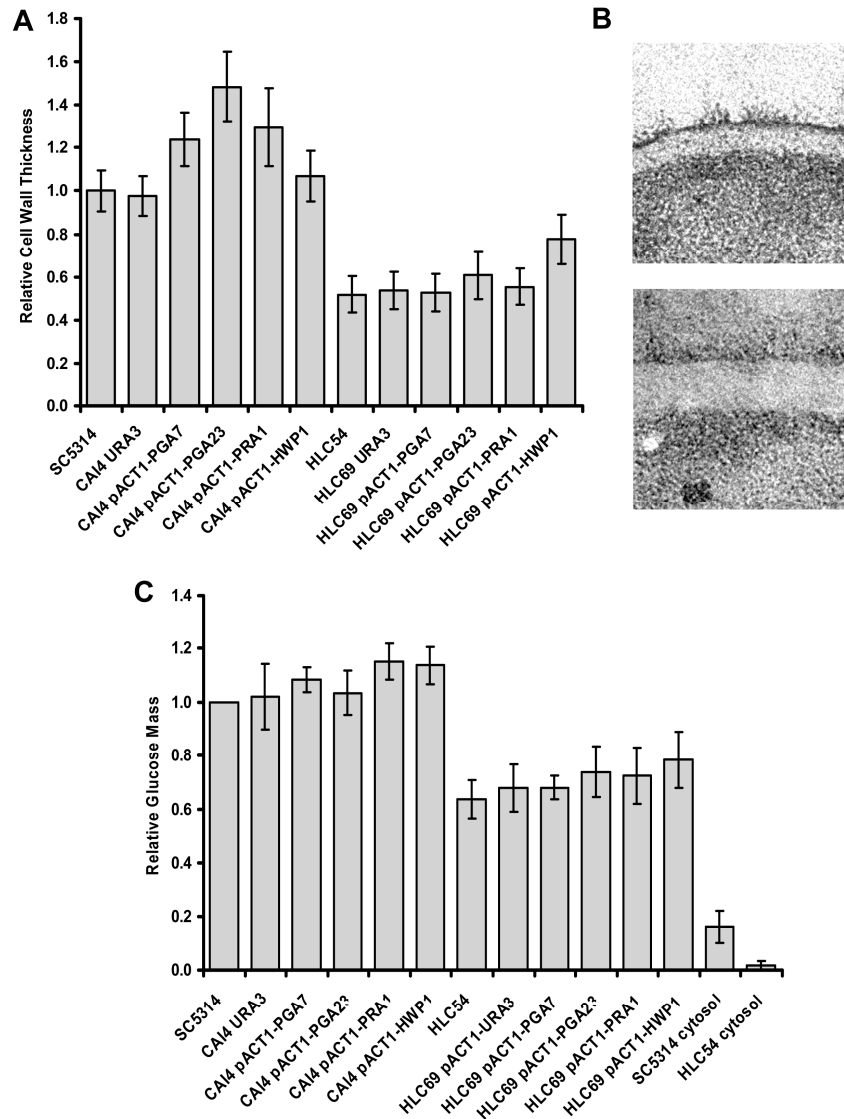 A
B
1.8
1.6
1.4
1.2
1.0
0.8
0.6
0.4
0.2
0.0
Relative Cell Wall Thickness
SC5314
CAI4 URA3
CAI4 pACT1-PGA7
CAI4 pACT1-PGA23
CAI4 pACT1-PRA1
CAI4 pACT1-HWP1
HLC54
HLC69 URA3
HLC69 pACT1-PGA7
HLC69 pACT1-PGA23
HLC69 pACT1-PRA1
HLC69 pACT1-HWP1
C
1.4
1.2
1.0
0.8
0.6
0.4
0.2
0.0
Relative Glucose Mass
SC5314
CAI4 URA3
CAI4 pACT1-PGA7
CAI4 pACT1-PGA23
CAI4 pACT1-PRA1
CAI4 pACT1-HWP1
HLC54
HLC69 pACT1-URA3
HLC69 pACT1-PGA7
HLC69 pACT1-PGA23
HLC69 pACT1-PRA1
HLC69 pACT1-HWP1
SC5314 cytosol
HLC54 cytosol